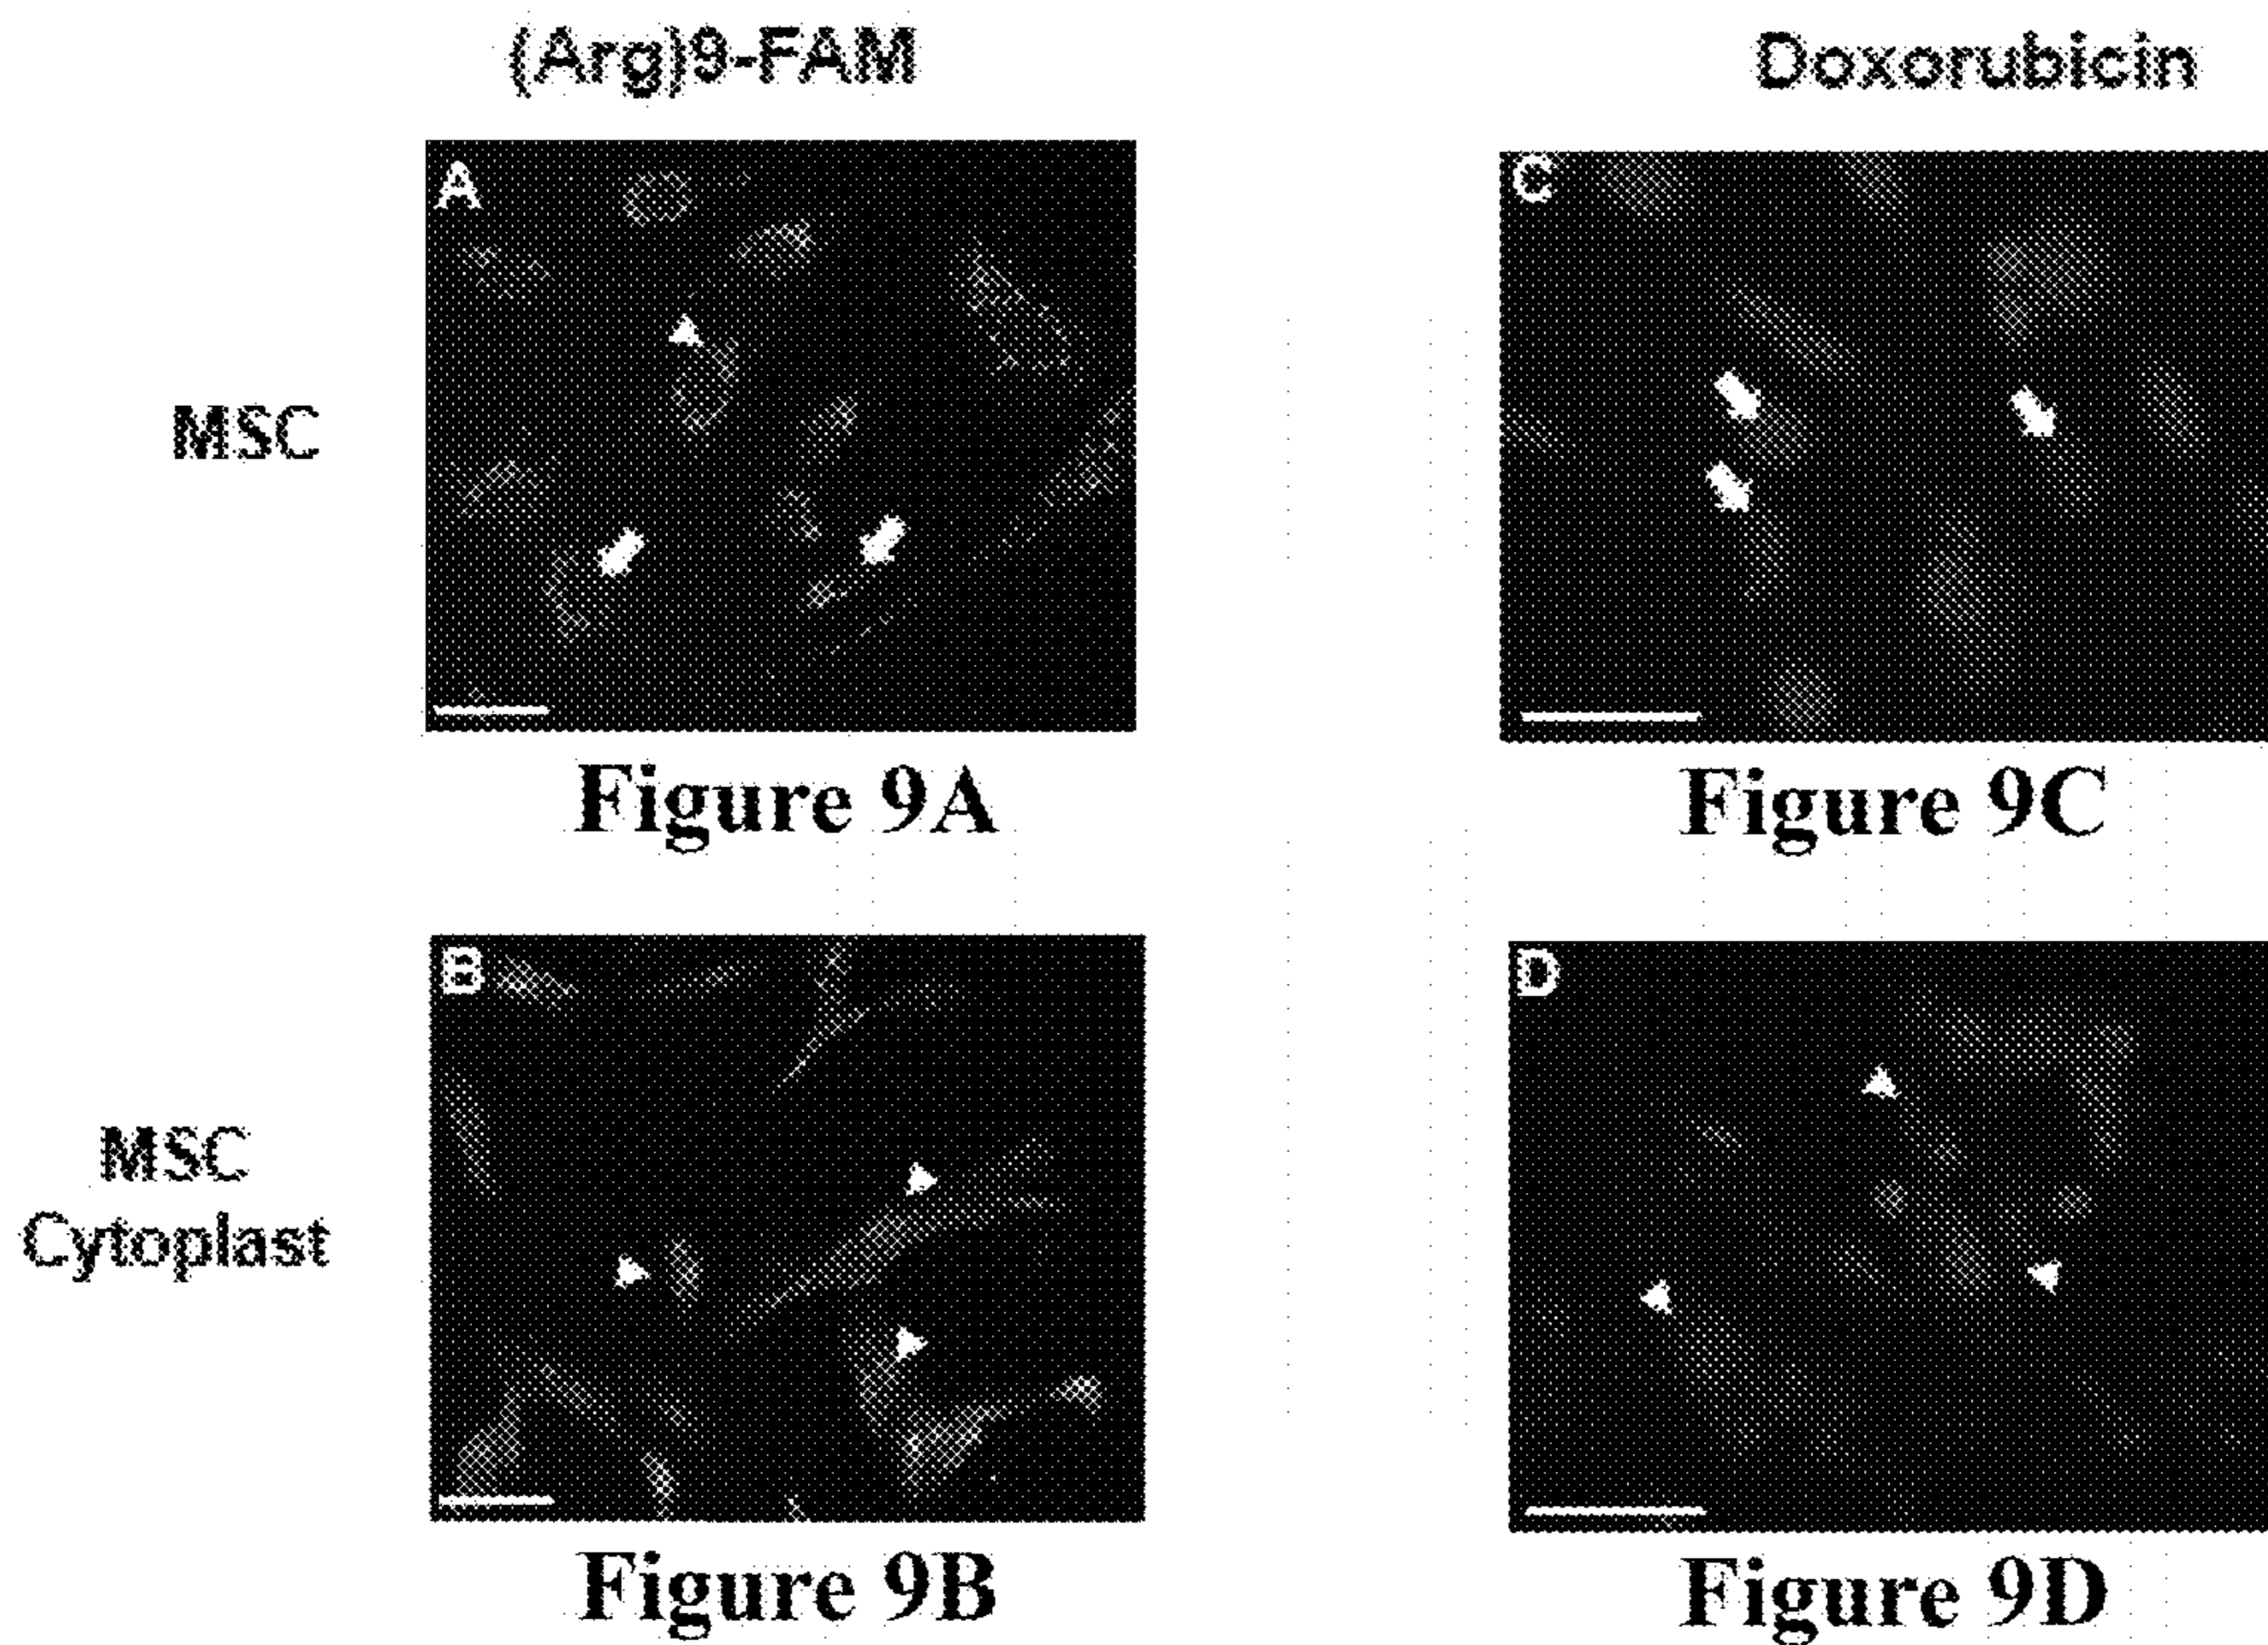 (Arg)9-FAM
Doxorubicin
MSC
A
C
Figure 9A
Figure 9C
MSC
Cytoplast
B
D
Figure 9B
Figure 9D